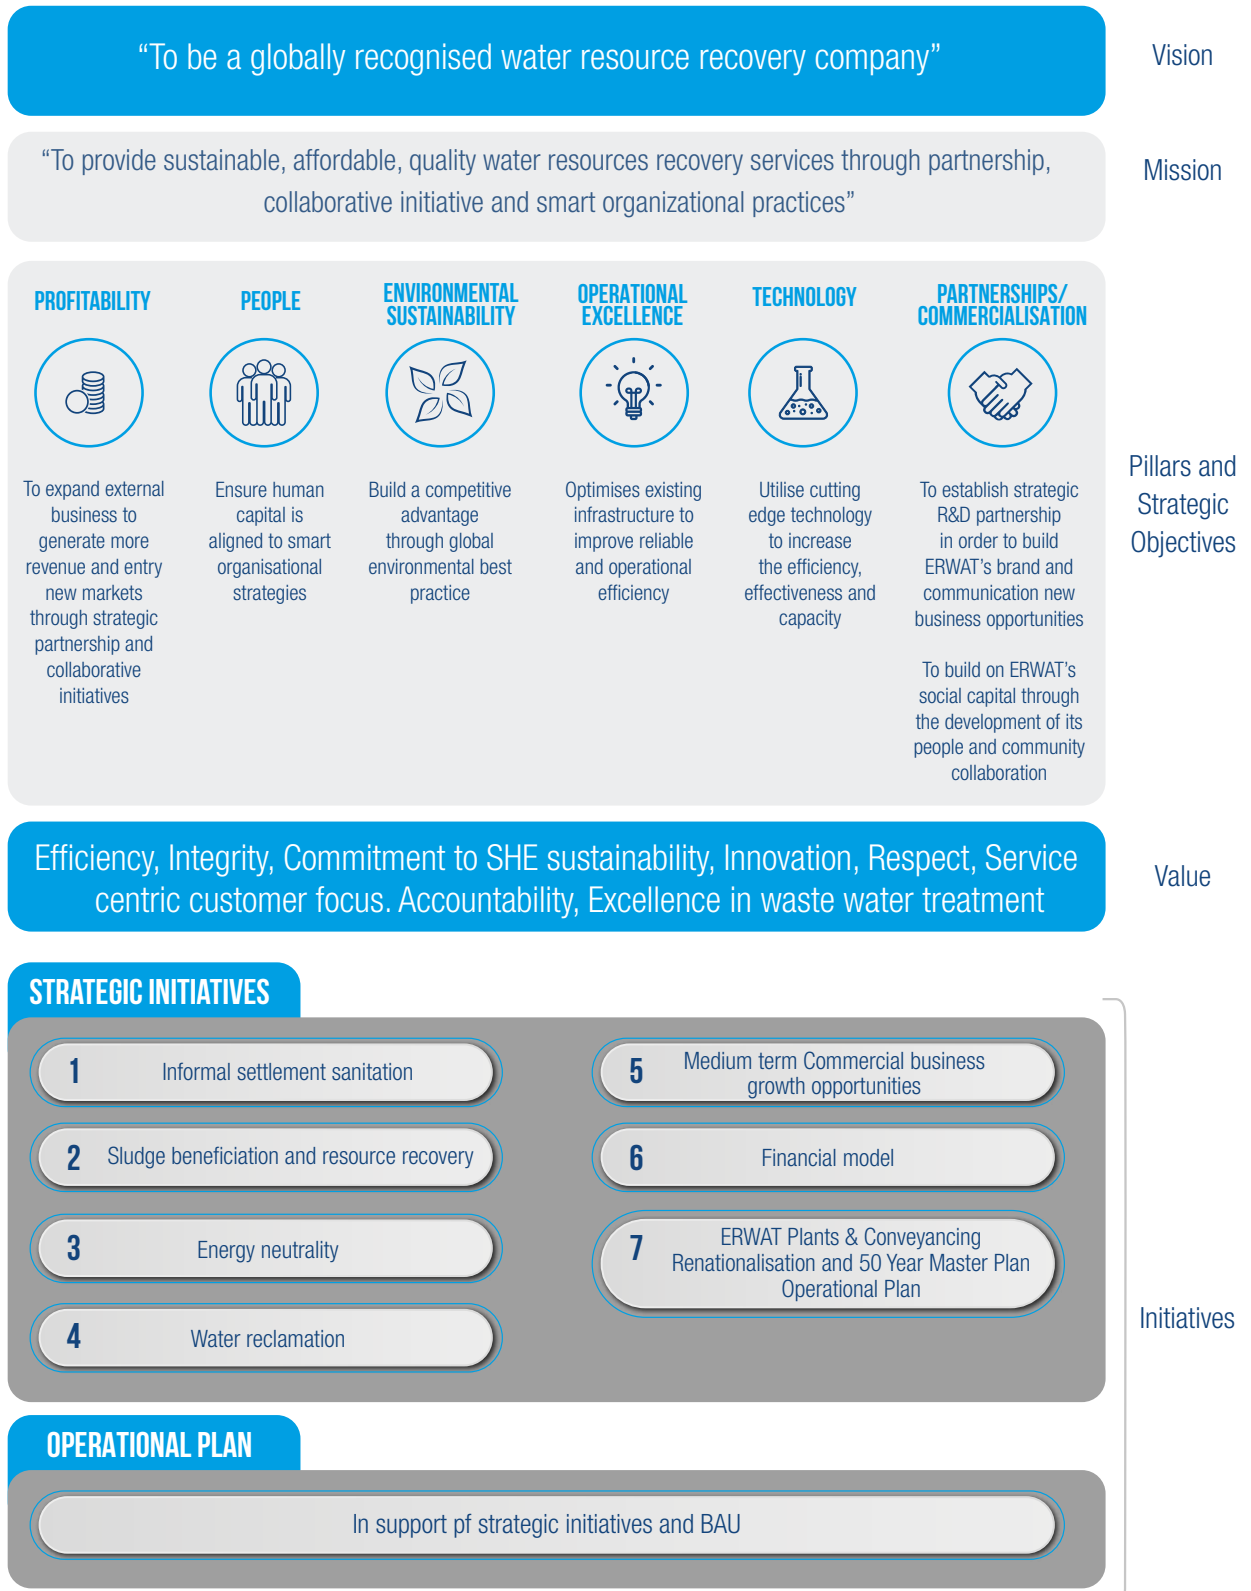 “To be a globally recognised water resource recovery company”
Vision
“To provide sustainable, affordable, quality water resources recovery services through partnership,
collaborative initiative and smart organizational practices”
Mission
PROFITABILITY
To expand external
business to
generate more
revenue and entry
new markets
through strategic
partnership and
collaborative
initiatives
PEOPLE
Ensure human
capital is
aligned to smart
organisational
strategies
ENVIRONMENTAL
SUSTAINABILITY
Build a competitive
advantage
through global
environmental best
practice
OPERATIONAL
EXCELLENCE
Optimises existing
infrastructure to
improve reliable
and operational
efficiency
TECHNOLOGY
Utilise cutting
edge technology
to increase
the efficiency,
effectiveness and
capacity
PARTNERSHIPS/
COMMERCIALISATION
To establish strategic
R&D partnership
in order to build
ERWAT’s brand and
communication new
business opportunities
To build on ERWAT’s
social capital through
the development of its
people and community
collaboration
Pillars and
Strategic
Objectives
Efficiency, Integrity, Commitment to SHE sustainability, Innovation, Respect, Service
centric customer focus. Accountability, Excellence in waste water treatment
Value
STRATEGIC INITIATIVES
1 Informal settlement sanitation
2 Sludge beneficiation and resource recovery
3 Energy neutrality
4 Water reclamation
5 Medium term Commercial business
growth opportunities
6 Financial model
7 ERWAT Plants & Conveyancing
Renationalisation and 50 Year Master Plan
Operational Plan
Initiatives
OPERATIONAL PLAN
In support pf strategic initiatives and BAU